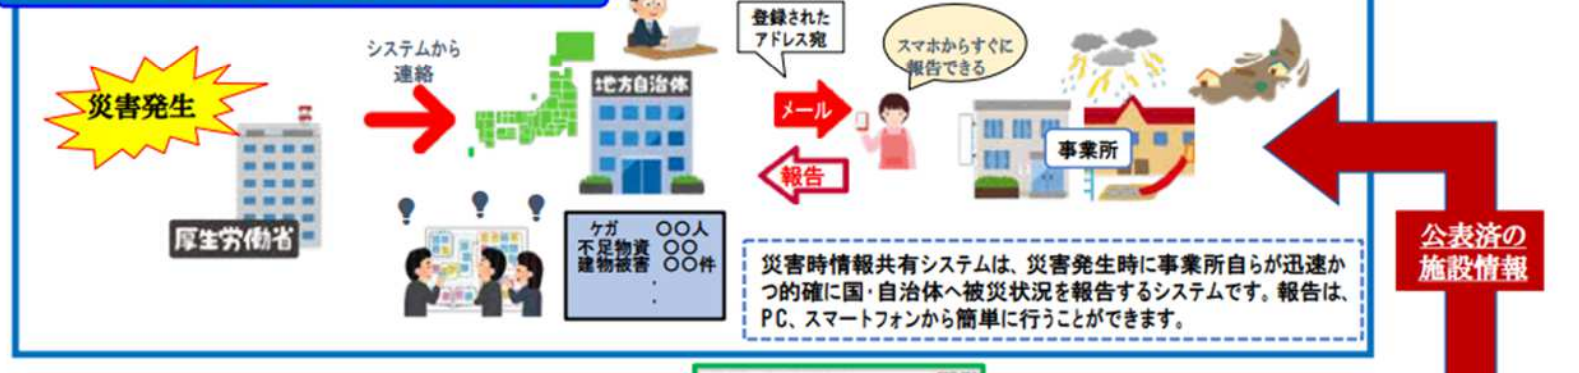 災害発生
厚生労働省
システムから
連絡
地方自治体
登録された
アドレス宛
スマホからすぐに
報告できる
メール
報告
事業所
ケガ 〇〇人
不足物資 〇〇
建物被害 〇〇件
・
・
災害時情報共有システムは、災害発生時に事業所自らが迅速か
つ的確に国・自治体へ被災状況を報告するシステムです。報告は、
PC、スマートフォンから簡単に行うことができます。
公表済の
施設情報